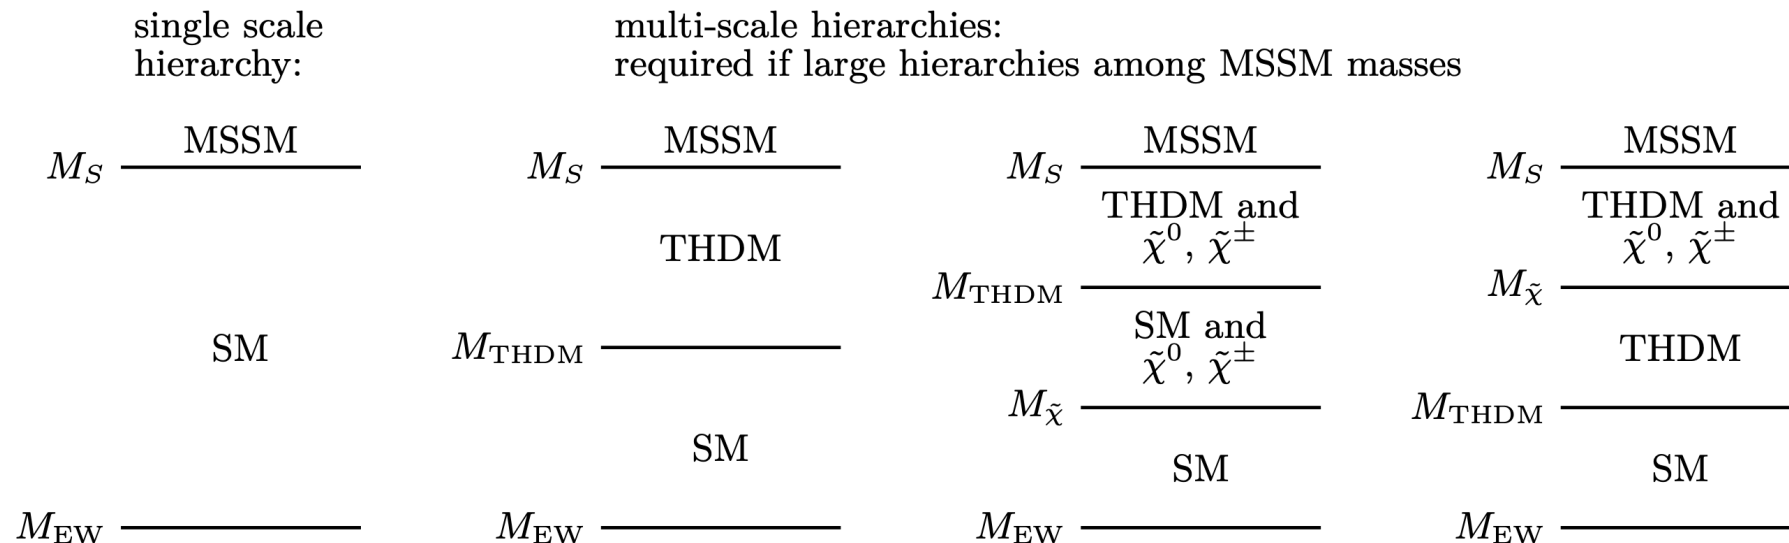 single scale
hierarchy:
multi-scale hierarchies:
required if large hierarchies among MSSM masses
MSSM
M_S
SM
M_EW
MSSM
M_S
THDM
M_THDM
SM
M_EW
MSSM
M_S
THDM and
χ̃⁰, χ̃±
M_THDM
SM and
χ̃⁰, χ̃±
M_χ̃
SM
M_EW
MSSM
M_S
THDM and
χ̃⁰, χ̃±
M_χ̃
THDM
M_THDM
SM
M_EW